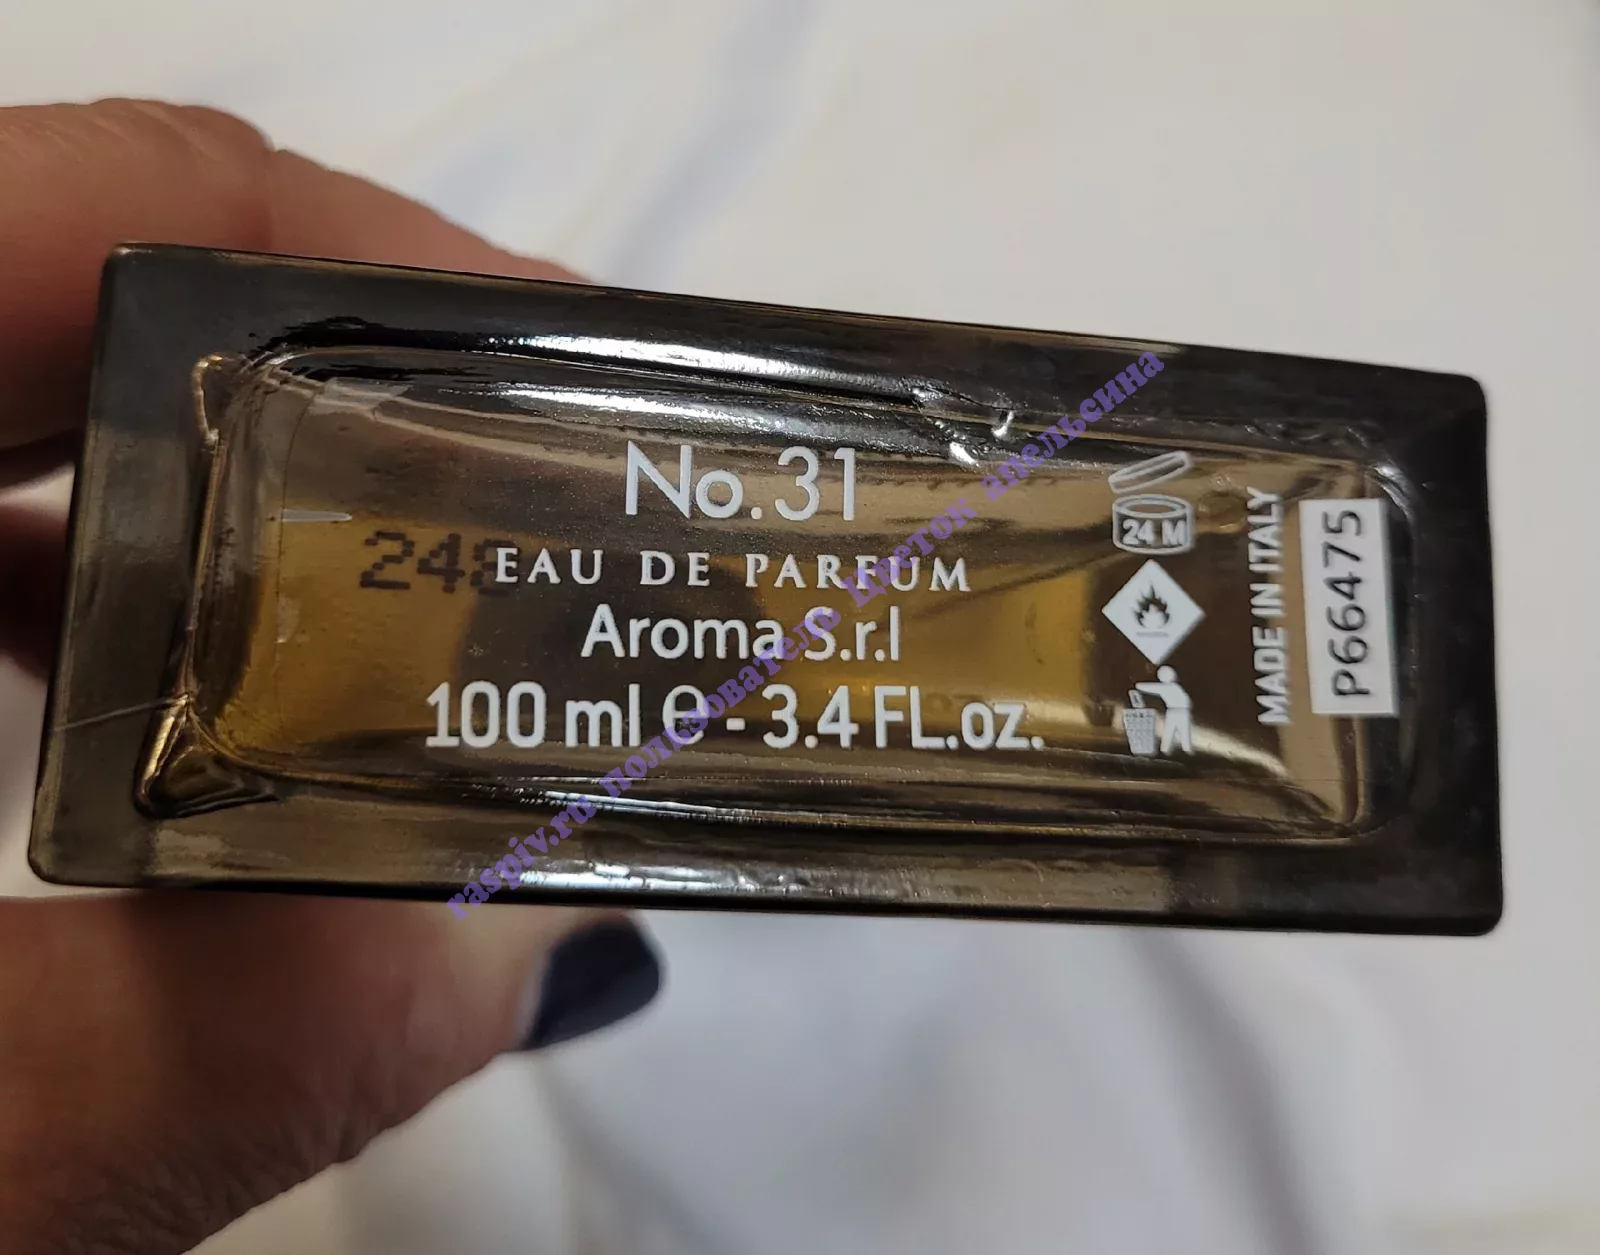 No.31
248
EAU DE PARFUM
Aroma S.r.l
100 ml e - 3.4 FL.oz.
24 M
MADE IN ITALY
P66475
raspiv.ru пользователь Цветок апельсина